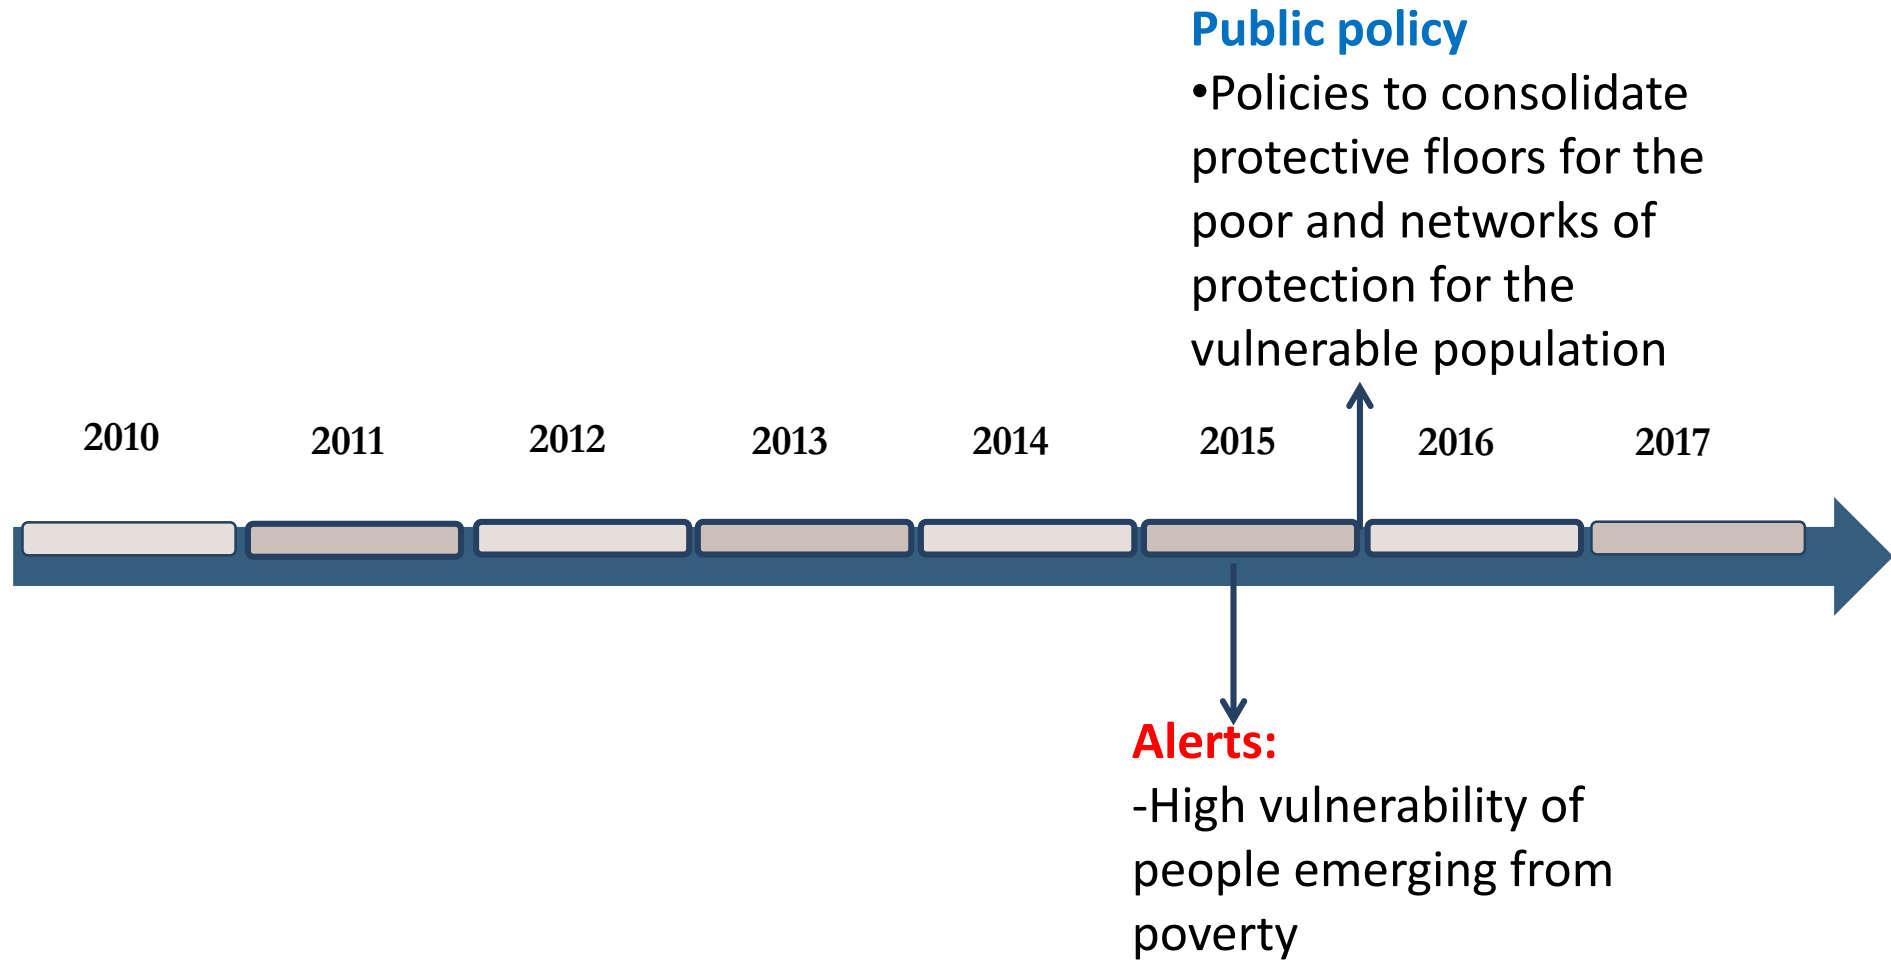 Public policy
•Policies to consolidate
protective floors for the
poor and networks of
protection for the
vulnerable population
2010 2011 2012 2013 2014 2015 2016 2017
Alerts:
-High vulnerability of
people emerging from
poverty